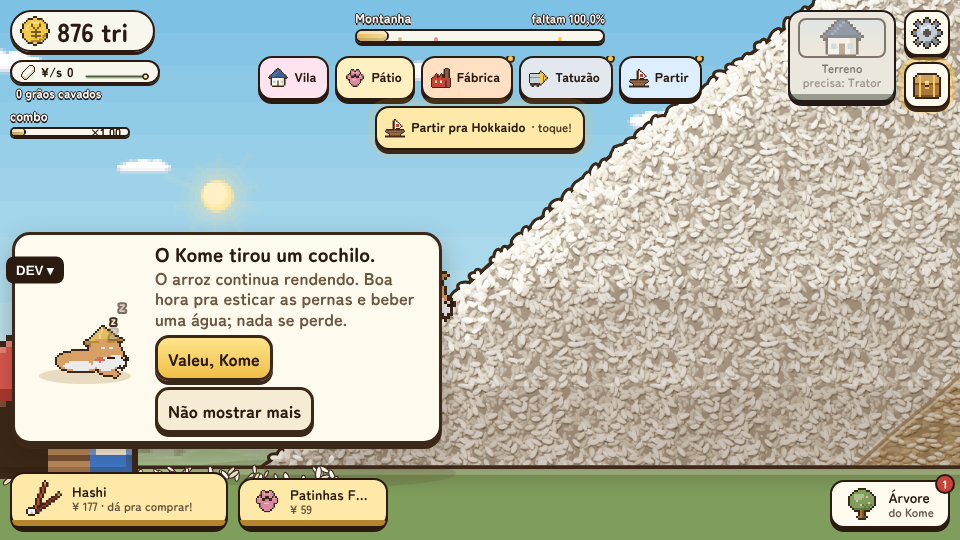 876 tri
¥/s 0
0 grãos cavados
combo
×1,00
Montanha
faltam 100,0%
Vila
Pátio
Fábrica
Tatuzão
Partir
Partir pra Hokkaido · toque!
Terreno
precisa: Trator
DEV ▾
z
z
O Kome tirou um cochilo.
O arroz continua rendendo. Boa
hora pra esticar as pernas e beber
uma água; nada se perde.
Valeu, Kome
Não mostrar mais
Hashi
¥ 177 · dá pra comprar!
Patinhas F...
¥ 59
Árvore
do Kome
1